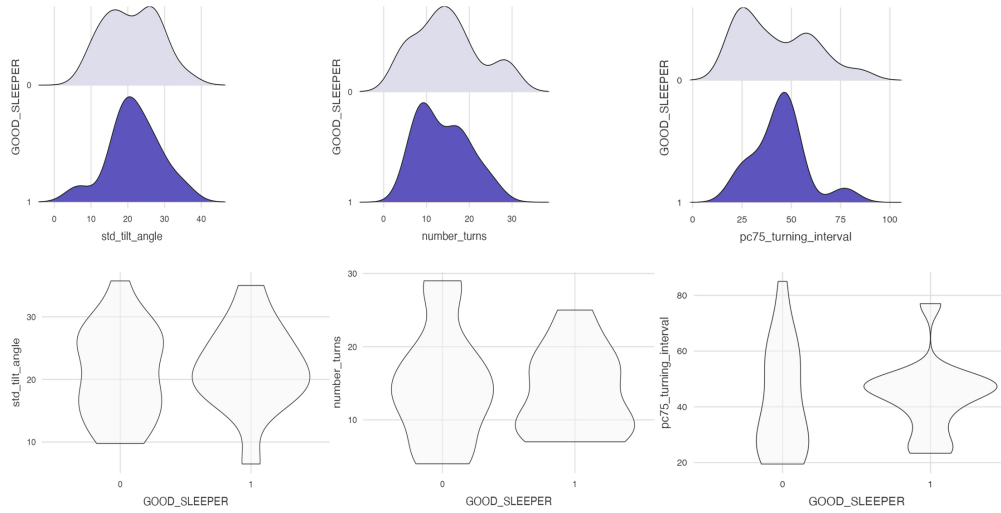 GOOD_SLEEPER
0
1
0 10 20 30 40
std_tilt_angle
GOOD_SLEEPER
0
1
0 10 20 30
number_turns
GOOD_SLEEPER
0
1
0 25 50 75 100
pc75_turning_interval
std_tilt_angle
30
20
10
0 1
GOOD_SLEEPER
number_turns
30
20
10
0 1
GOOD_SLEEPER
pc75_turning_interval
80
60
40
20
0 1
GOOD_SLEEPER